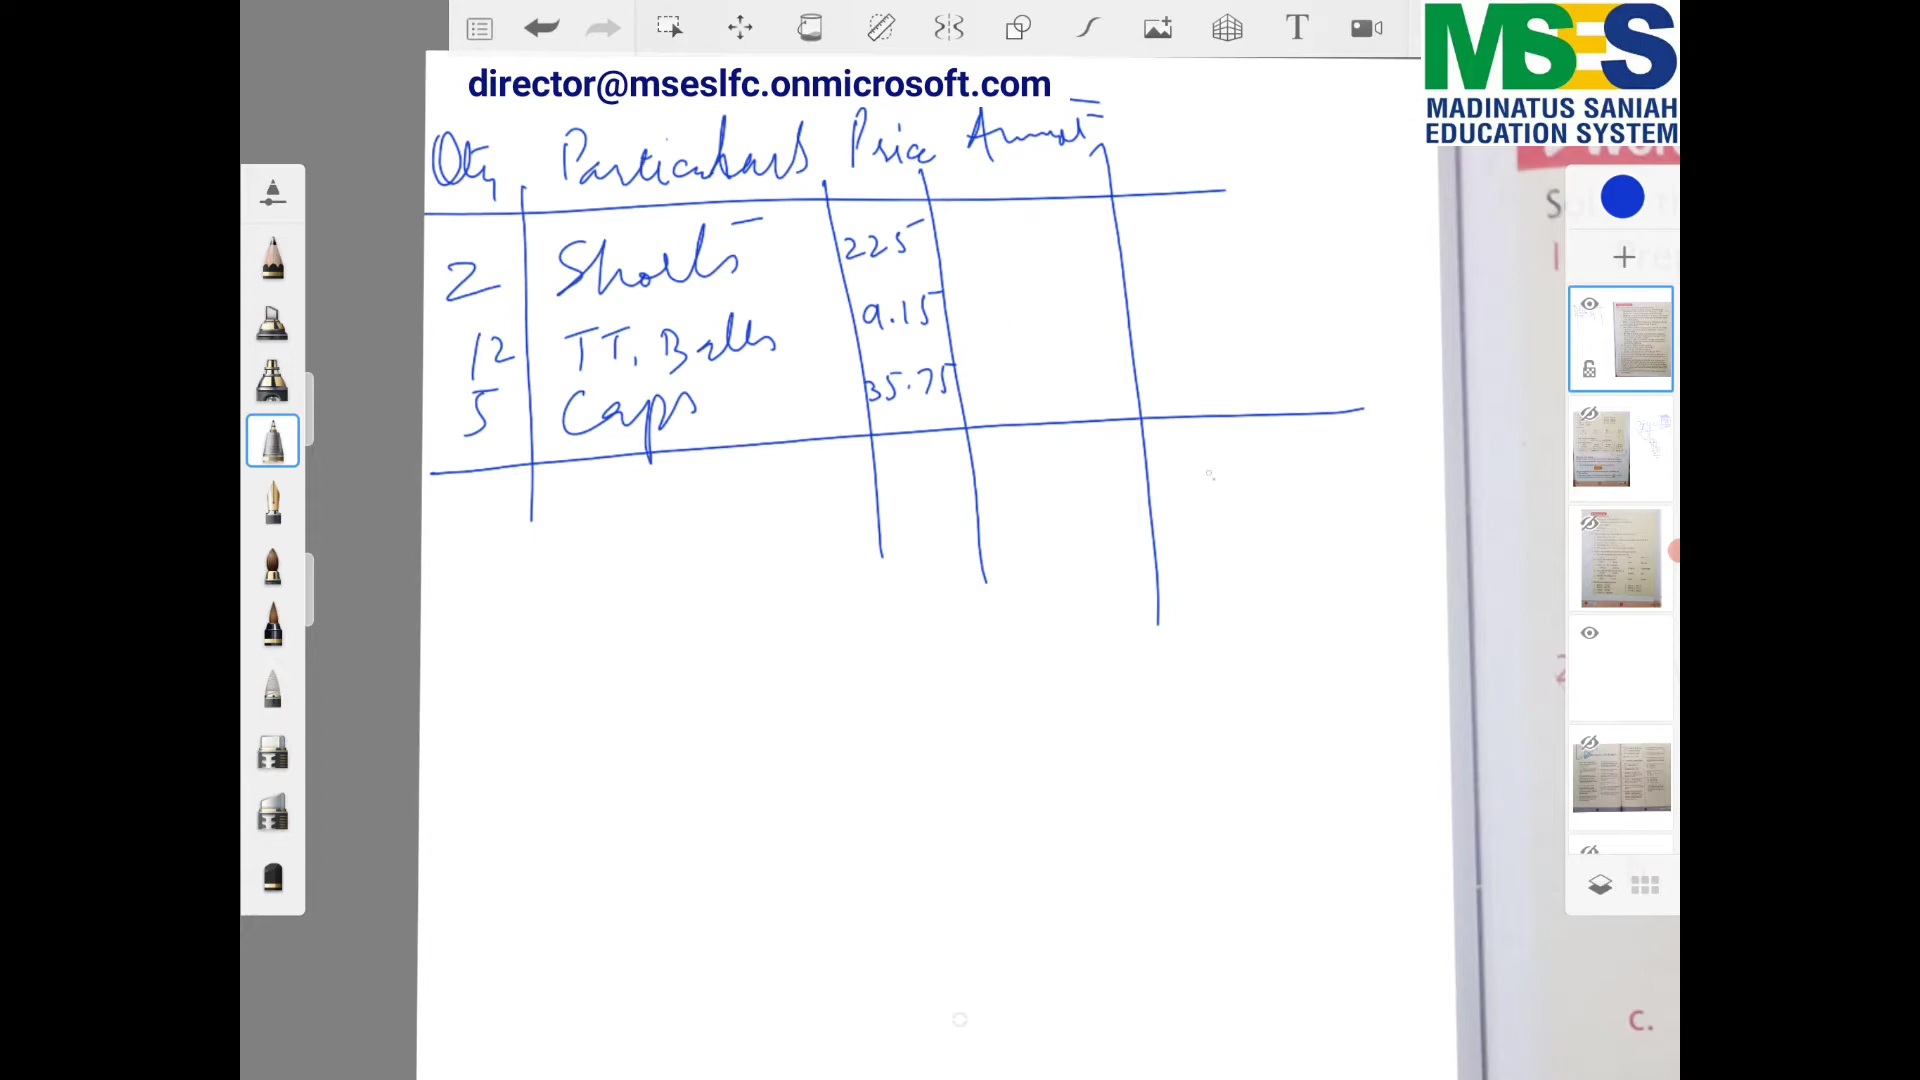 director@mseslfc.onmicrosoft.com
MSES
MADINATUS SANIAH
EDUCATION SYSTEM
Qty Particulars Price Amount
2 Shorts 225
12 TT. Balls 9.15
5 Caps 35.75
T
c.